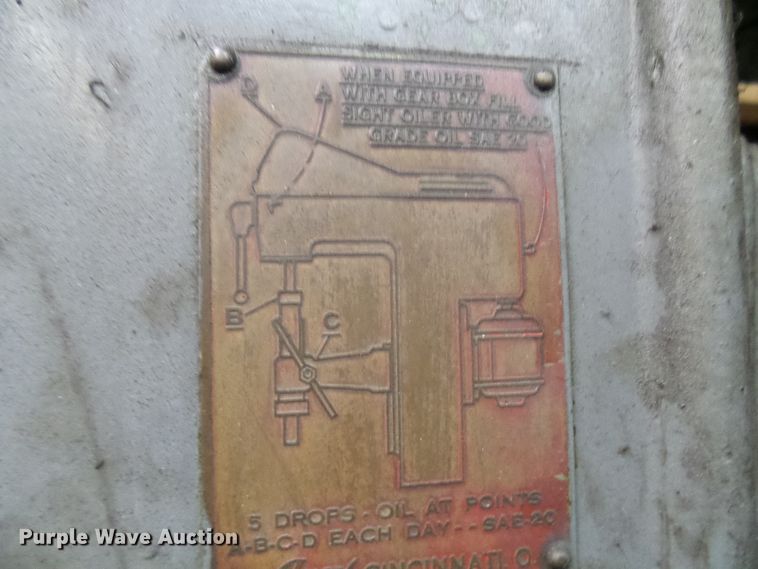 WHEN EQUIPPED
WITH GEAR BOX FILL
SIGHT OILER WITH GOOD
GRADE OIL SAE 20
D
A
B
C
5 DROPS - OIL AT POINTS
A-B-C-D EACH DAY -- SAE-20
CINCINNATI, O.
Purple Wave Auction